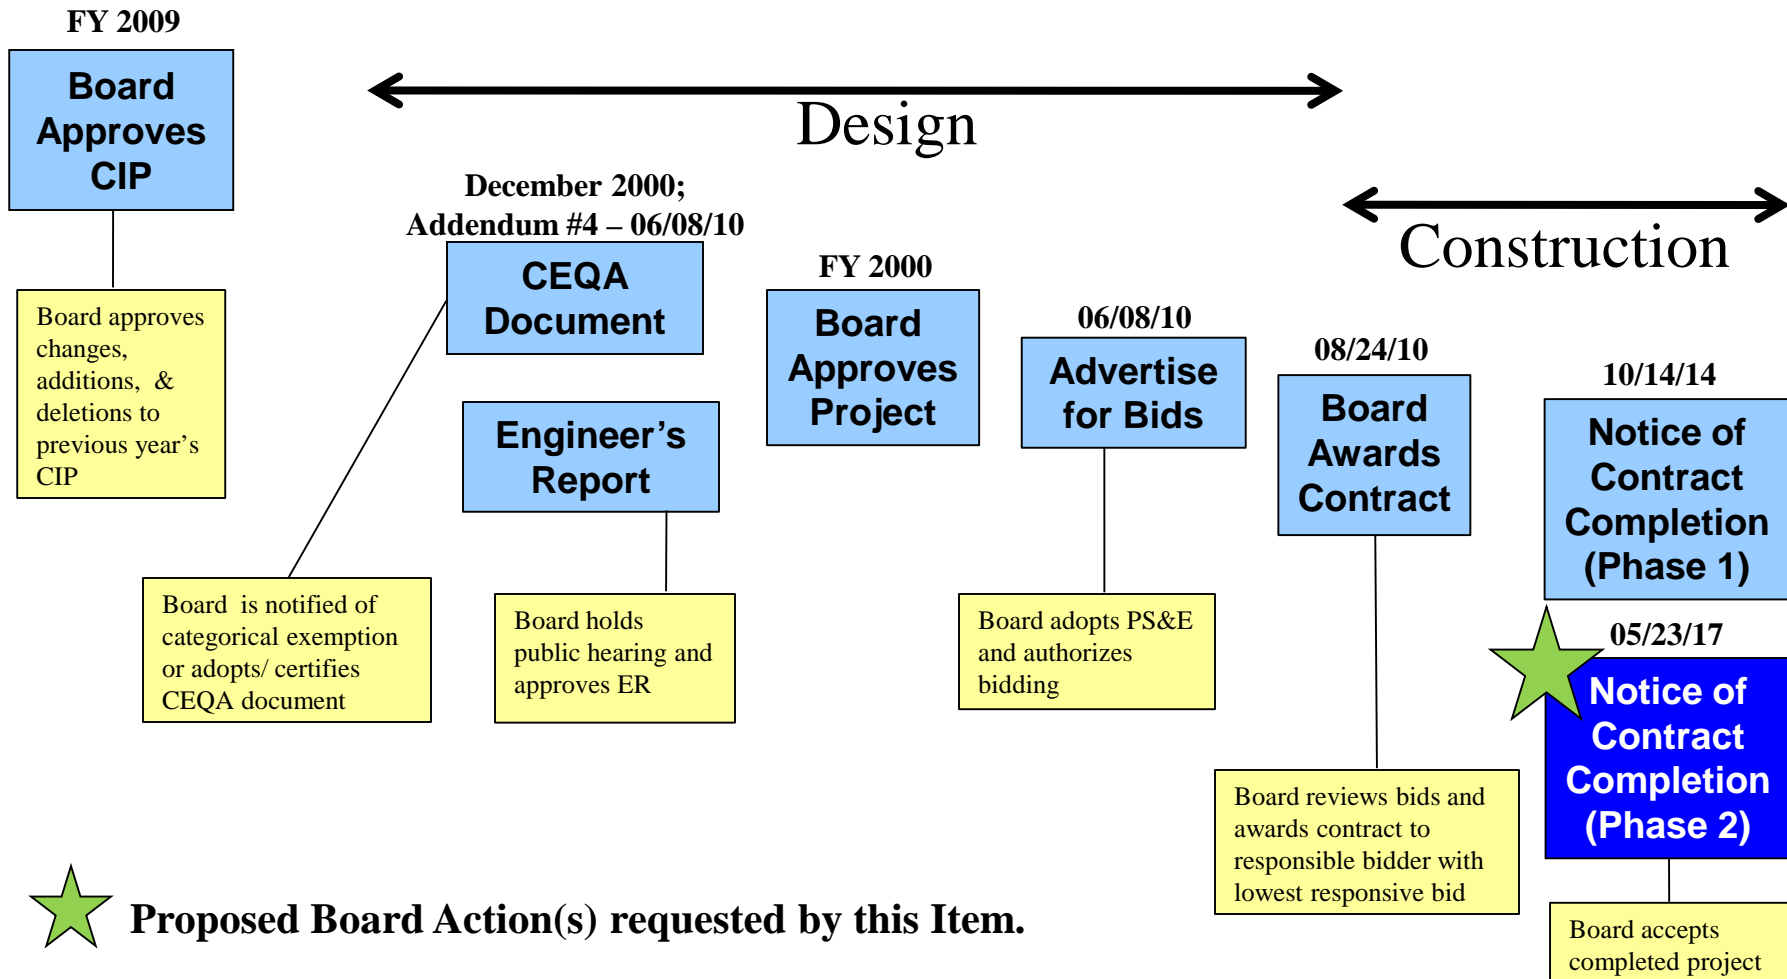 FY 2009
Board
Approves
CIP
Board approves
changes,
additions, &
deletions to
previous year’s
CIP
Design
December 2000;
Addendum #4 – 06/08/10
CEQA
Document
Engineer’s
Report
Board is notified of
categorical exemption
or adopts/ certifies
CEQA document
Board holds
public hearing and
approves ER
FY 2000
Board
Approves
Project
06/08/10
Advertise
for Bids
Board adopts PS&E
and authorizes
bidding
Construction
08/24/10
Board
Awards
Contract
Board reviews bids and
awards contract to
responsible bidder with
lowest responsive bid
10/14/14
Notice of
Contract
Completion
(Phase 1)
05/23/17
Notice of
Contract
Completion
(Phase 2)
Board accepts
completed project
Proposed Board Action(s) requested by this Item.